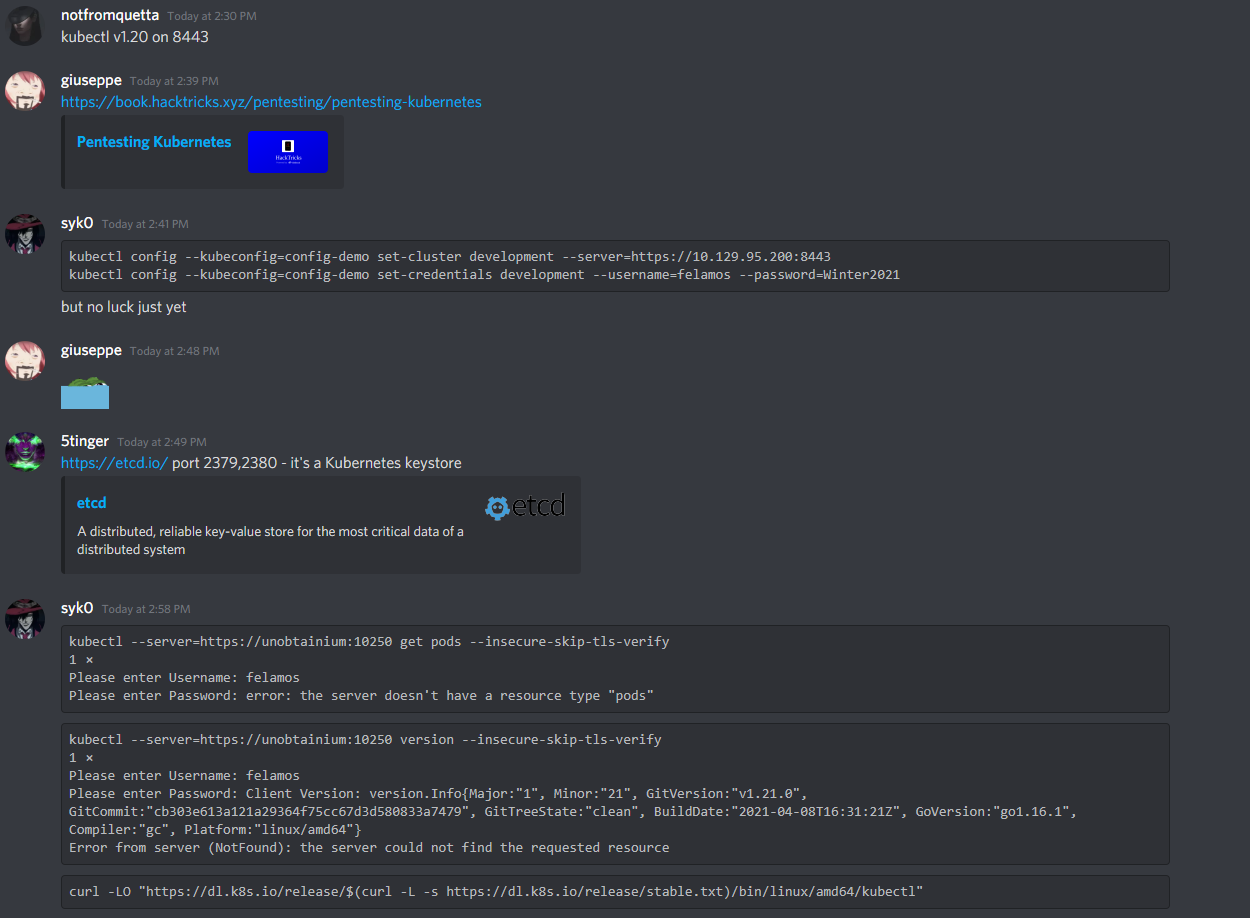 notfromquetta Today at 2:30 PM
kubectl v1.20 on 8443
giuseppe Today at 2:39 PM
https://book.hacktricks.xyz/pentesting/pentesting-kubernetes
Pentesting Kubernetes
HackTricks
syk0 Today at 2:41 PM
kubectl config --kubeconfig=config-demo set-cluster development --server=https://10.129.95.200:8443
kubectl config --kubeconfig=config-demo set-credentials development --username=felamos --password=Winter2021
but no luck just yet
giuseppe Today at 2:48 PM
5tinger Today at 2:49 PM
https://etcd.io/ port 2379,2380 - it's a Kubernetes keystore
etcd
etcd
A distributed, reliable key-value store for the most critical data of a
distributed system
syk0 Today at 2:58 PM
kubectl --server=https://unobtainium:10250 get pods --insecure-skip-tls-verify
1 ⨯
Please enter Username: felamos
Please enter Password: error: the server doesn't have a resource type "pods"
kubectl --server=https://unobtainium:10250 version --insecure-skip-tls-verify
1 ⨯
Please enter Username: felamos
Please enter Password: Client Version: version.Info{Major:"1", Minor:"21", GitVersion:"v1.21.0",
GitCommit:"cb303e613a121a29364f75cc67d3d580833a7479", GitTreeState:"clean", BuildDate:"2021-04-08T16:31:21Z", GoVersion:"go1.16.1",
Compiler:"gc", Platform:"linux/amd64"}
Error from server (NotFound): the server could not find the requested resource
curl -LO "https://dl.k8s.io/release/$(curl -L -s https://dl.k8s.io/release/stable.txt)/bin/linux/amd64/kubectl"